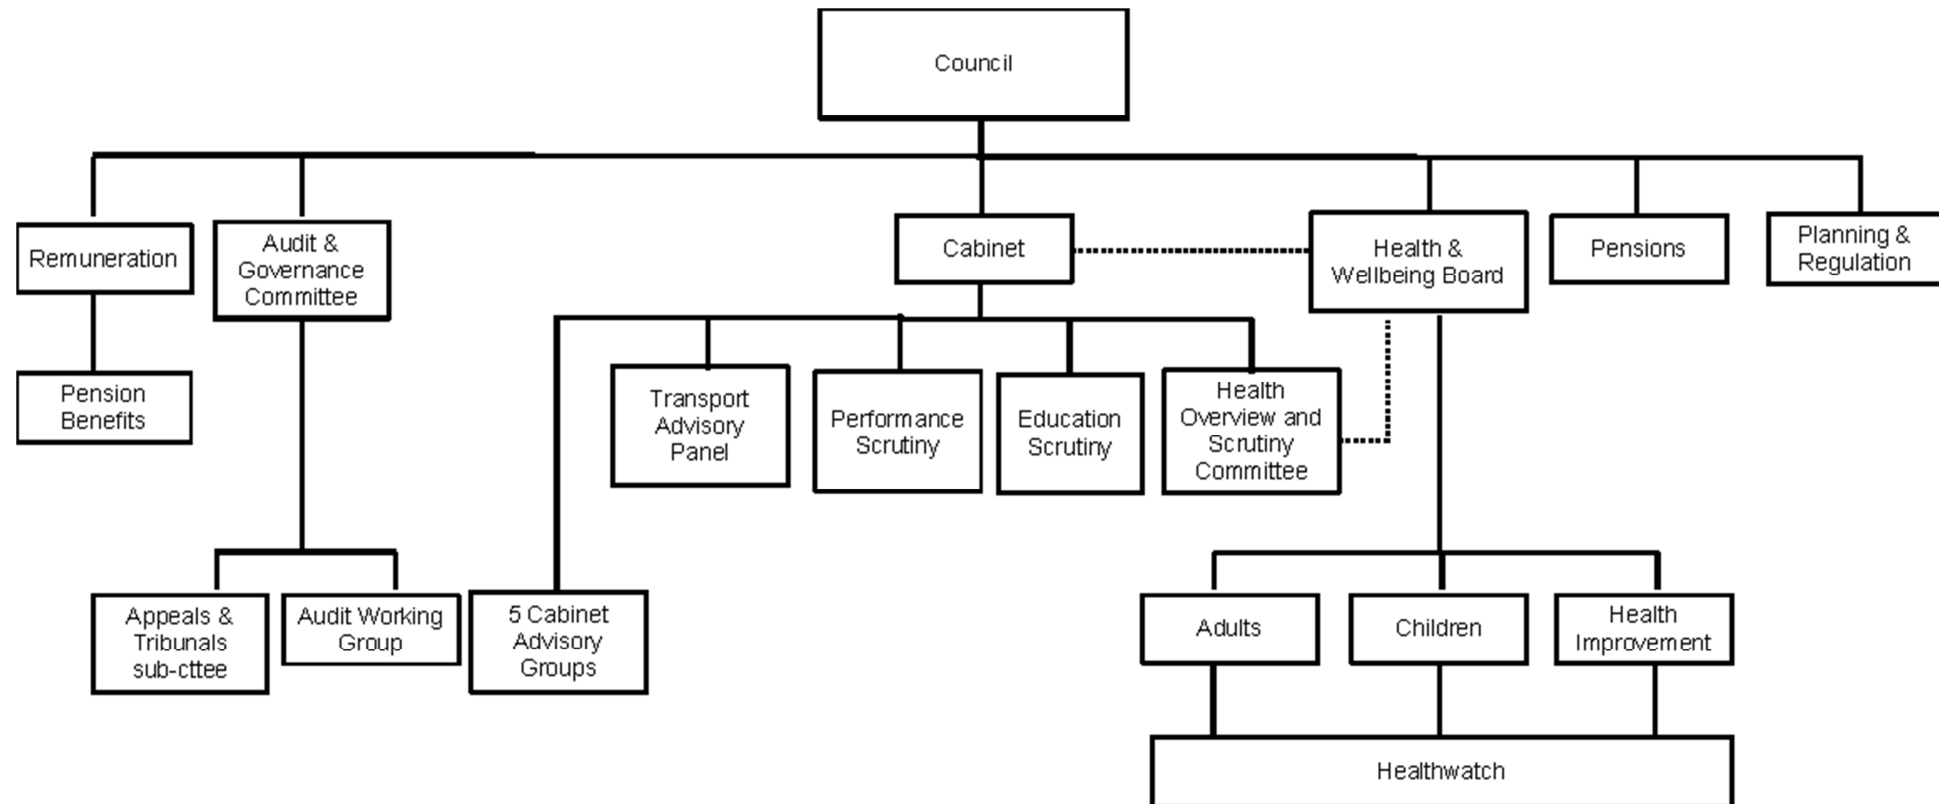 Council
Remuneration
Audit &
Governance
Committee
Cabinet
Health &
Wellbeing Board
Pensions
Planning &
Regulation
Pension
Benefits
Transport
Advisory
Panel
Performance
Scrutiny
Education
Scrutiny
Health
Overview and
Scrutiny
Committee
Appeals &
Tribunals
sub-cttee
Audit Working
Group
5 Cabinet
Advisory
Groups
Adults
Children
Health
Improvement
Healthwatch